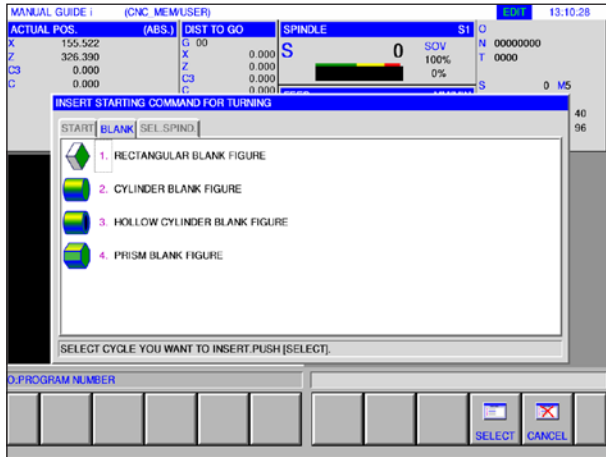 MANUAL GUIDE i (CNC_MEM/USER) EDIT 13:10:28
ACTUAL POS. (ABS.) DIST TO GO SPINDLE S1 O
X 155.522 G 00 N 00000000
Z 326.390 X 0.000 S 0 SOV T 0000
C3 0.000 Z 0.000 100%
C 0.000 C3 0.000 0%
C 0.000 S 0 M5
INSERT STARTING COMMAND FOR TURNING
40
START BLANK SEL.SPIND. 96
1. RECTANGULAR BLANK FIGURE
2. CYLINDER BLANK FIGURE
3. HOLLOW CYLINDER BLANK FIGURE
4. PRISM BLANK FIGURE
SELECT CYCLE YOU WANT TO INSERT.PUSH [SELECT].
O:PROGRAM NUMBER
SELECT CANCEL